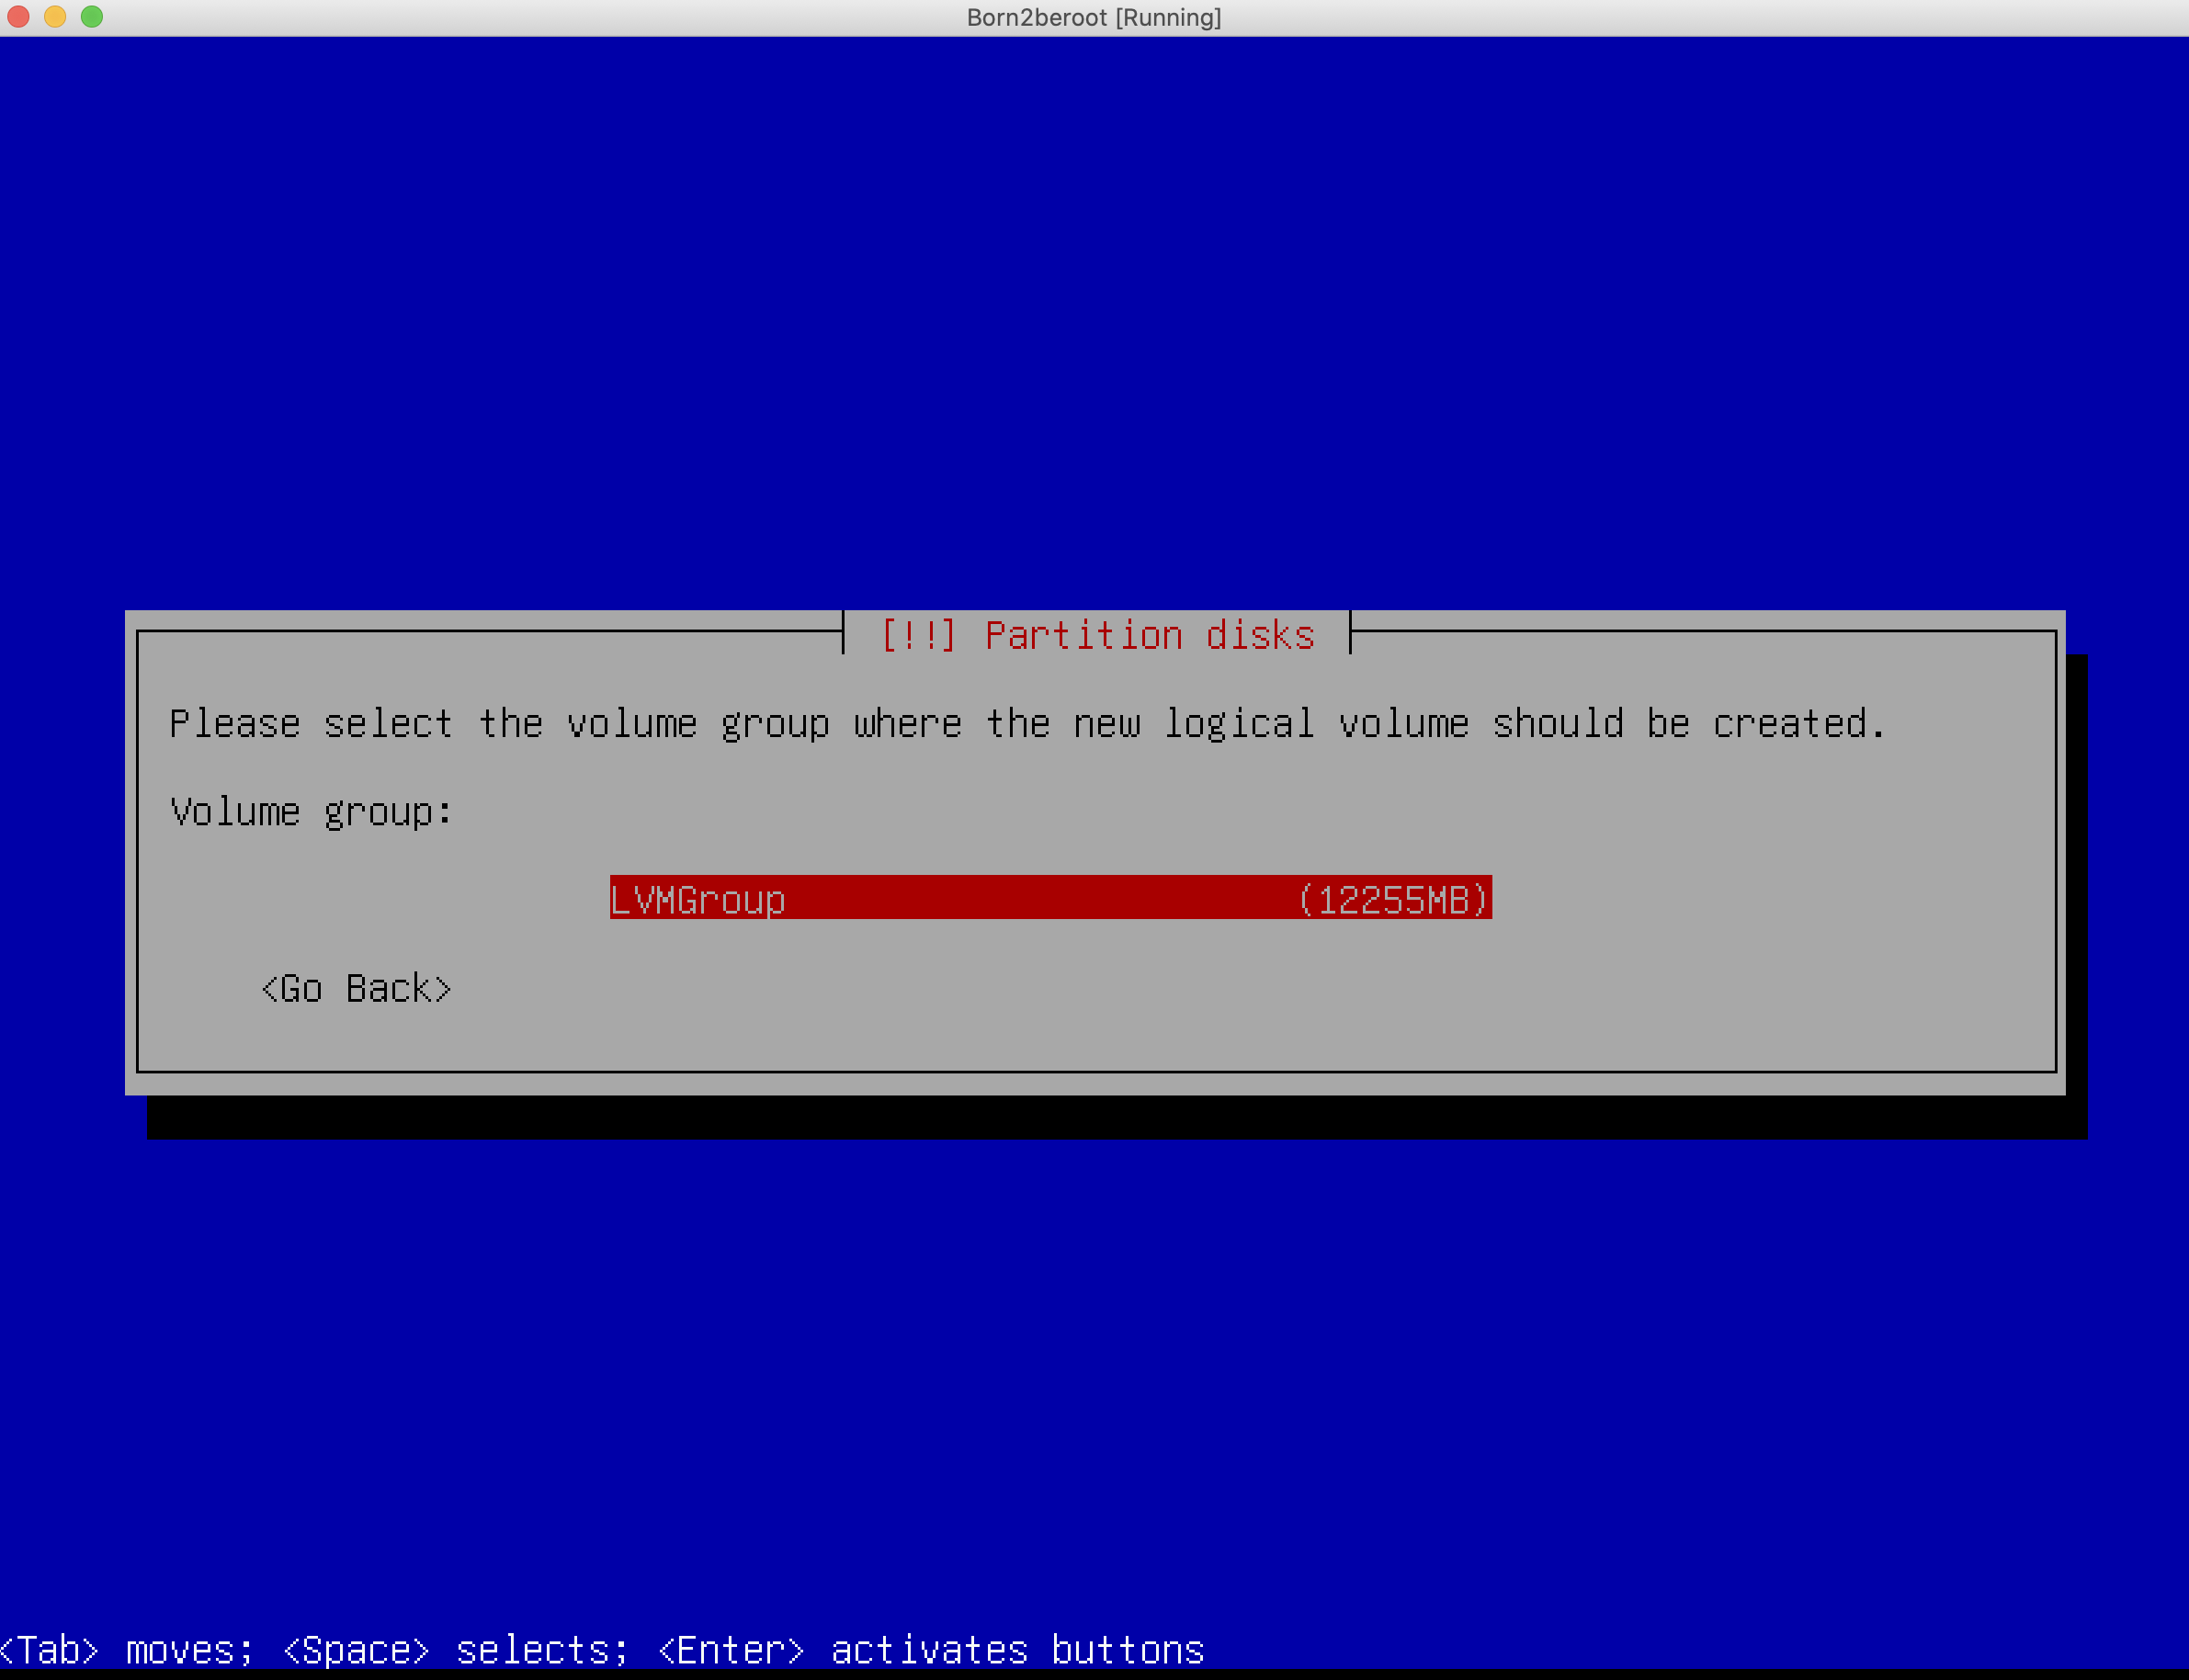 Born2beroot [Running]
[!!] Partition disks
Please select the volume group where the new logical volume should be created.
Volume group:
LVMGroup (12255MB)
<Go Back>
<Tab> moves; <Space> selects; <Enter> activates buttons